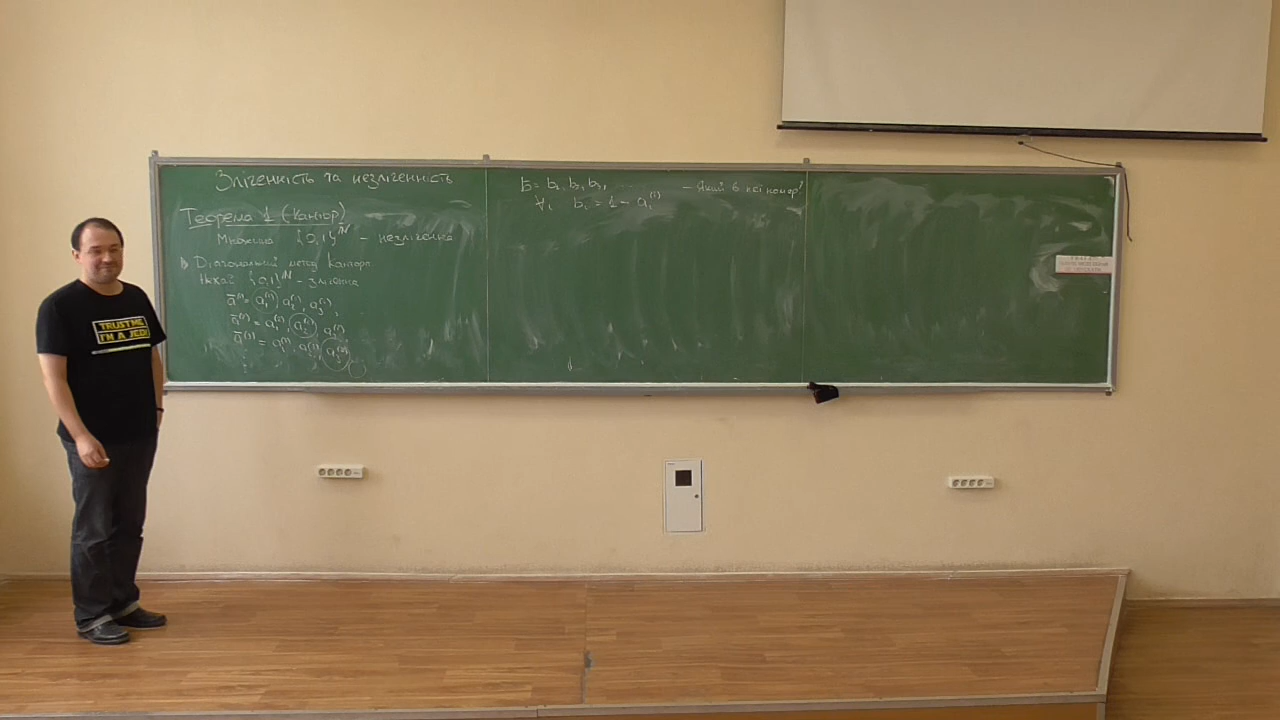 Зліченність та незліченність
Теорема 1 (Кантор)
Множина {0,1}^ℕ – незліченна
Діагональний метод Кантора
Нехай {0,1}^ℕ – зліченна
a̅⁽¹⁾ = a₁⁽¹⁾, a₂⁽¹⁾, a₃⁽¹⁾,
a̅⁽²⁾ = a₁⁽²⁾, a₂⁽²⁾, a₃⁽²⁾
a̅⁽³⁾ = a₁⁽³⁾, a₂⁽³⁾, a₃⁽³⁾
b̅ = b₁, b₂, b₃, ... – Який в неї номер?
∀i bᵢ = 1 – aᵢ⁽ⁱ⁾
TRUST ME,
I'M A JEDI